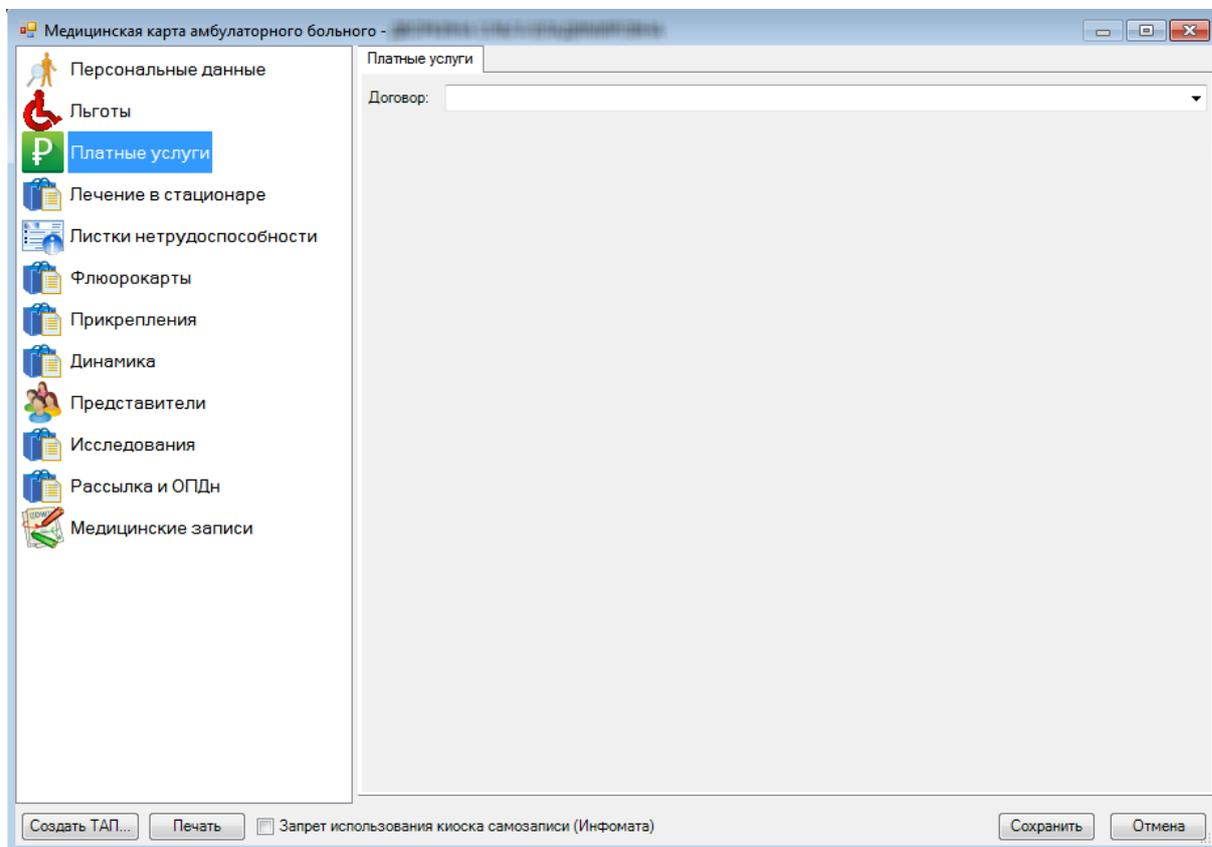 Медицинская карта амбулаторного больного -
Персональные данные
Льготы
Платные услуги
Лечение в стационаре
Листки нетрудоспособности
Флюорокарты
Прикрепления
Динамика
Представители
Исследования
Рассылка и ОПДн
Медицинские записи
Платные услуги
Договор:
Создать ТАП... Печать Запрет использования киоска самозаписи (Инфомата) Сохранить Отмена